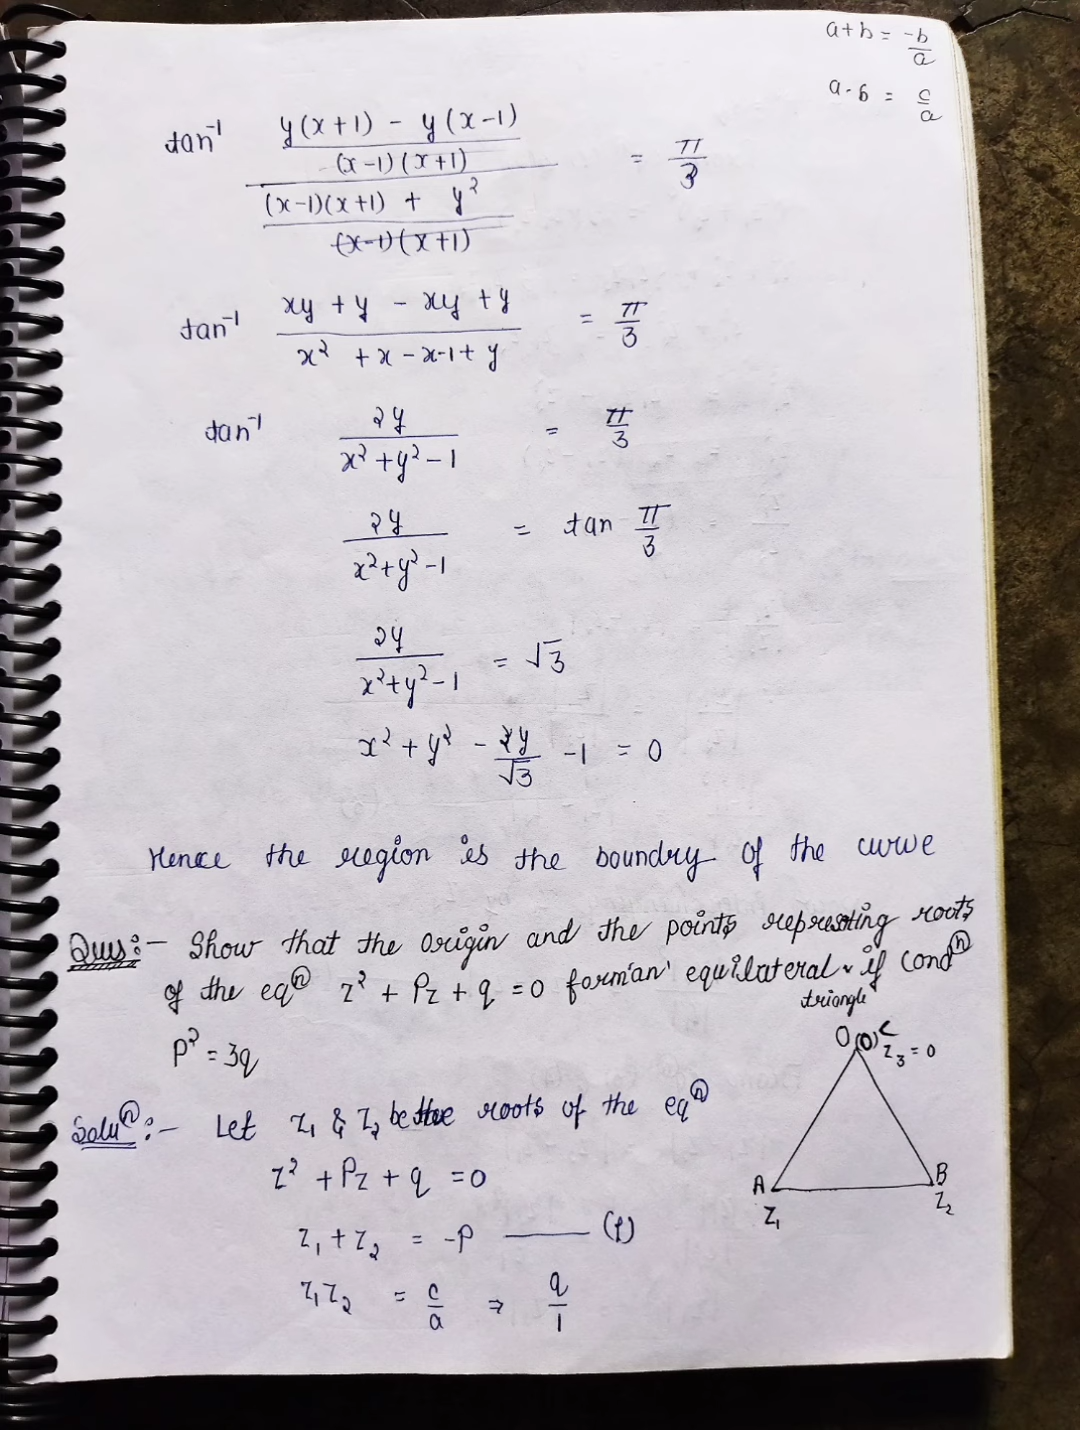 a+b = -b/a
a·b = c/a
tan⁻¹ [y(x+1) - y(x-1) / (x-1)(x+1)] / [(x-1)(x+1) + y² / (x-1)(x+1)] = π/3
tan⁻¹ (xy + y - xy + y) / (x² + x - x-1 + y) = π/3
tan⁻¹ 2y / (x²+y²-1) = π/3
2y / (x²+y²-1) = tan π/3
2y / (x²+y²-1) = √3
x² + y² - 2y/√3 -1 = 0
Hence the region is the boundry of the curve
Ques:- Show that the origin and the points represting roots
of the eqⁿ z² + Pz + q = 0 form'an' equilateral if condⁿ
triangle
P² = 3q
O (0) C
Z₃ = 0
Soluⁿ:- Let z₁ & z₂ be the roots of the eqⁿ
z² + Pz + q = 0
A
B
Z₁
Z₂
z₁ + z₂ = -P —— (1)
z₁z₂ = c/a ⇒ q/1